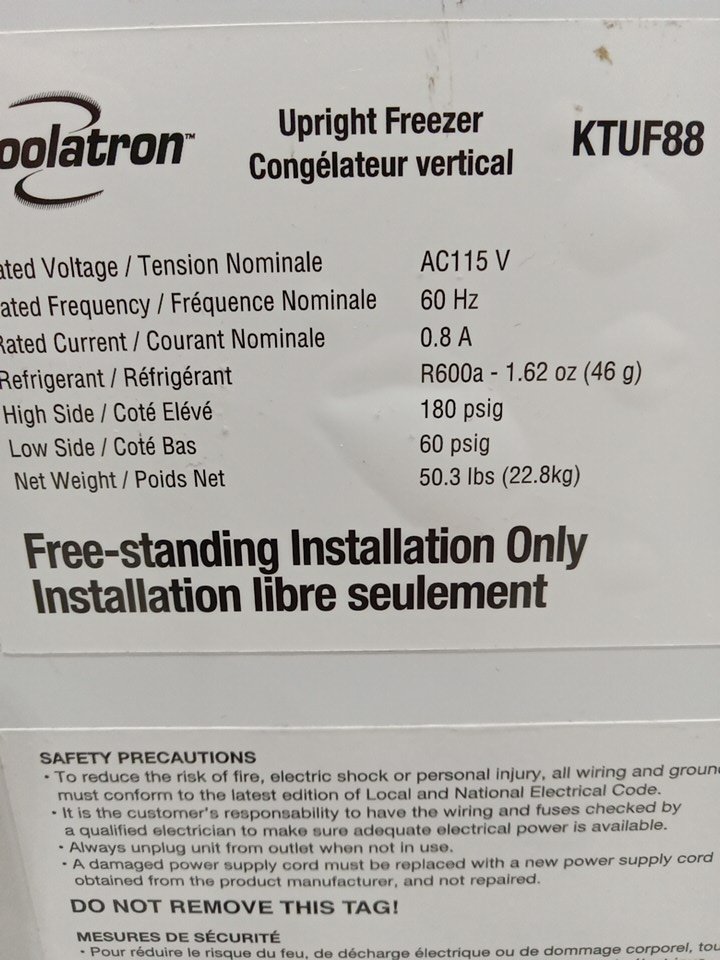 oolatron™
Upright Freezer
Congélateur vertical
KTUF88
ated Voltage / Tension Nominale AC115 V
ated Frequency / Fréquence Nominale 60 Hz
Rated Current / Courant Nominale 0.8 A
Refrigerant / Réfrigérant R600a - 1.62 oz (46 g)
High Side / Coté Elévé 180 psig
Low Side / Coté Bas 60 psig
Net Weight / Poids Net 50.3 lbs (22.8kg)
Free-standing Installation Only
Installation libre seulement
SAFETY PRECAUTIONS
• To reduce the risk of fire, electric shock or personal injury, all wiring and groun
must conform to the latest edition of Local and National Electrical Code.
• It is the customer's responsability to have the wiring and fuses checked by
a qualified electrician to make sure adequate electrical power is available.
• Always unplug unit from outlet when not in use.
• A damaged power supply cord must be replaced with a new power supply cord
obtained from the product manufacturer, and not repaired.
DO NOT REMOVE THIS TAG!
MESURES DE SÉCURITÉ
• Pour réduire le risque du feu, de décharge électrique ou de dommage corporel, tou